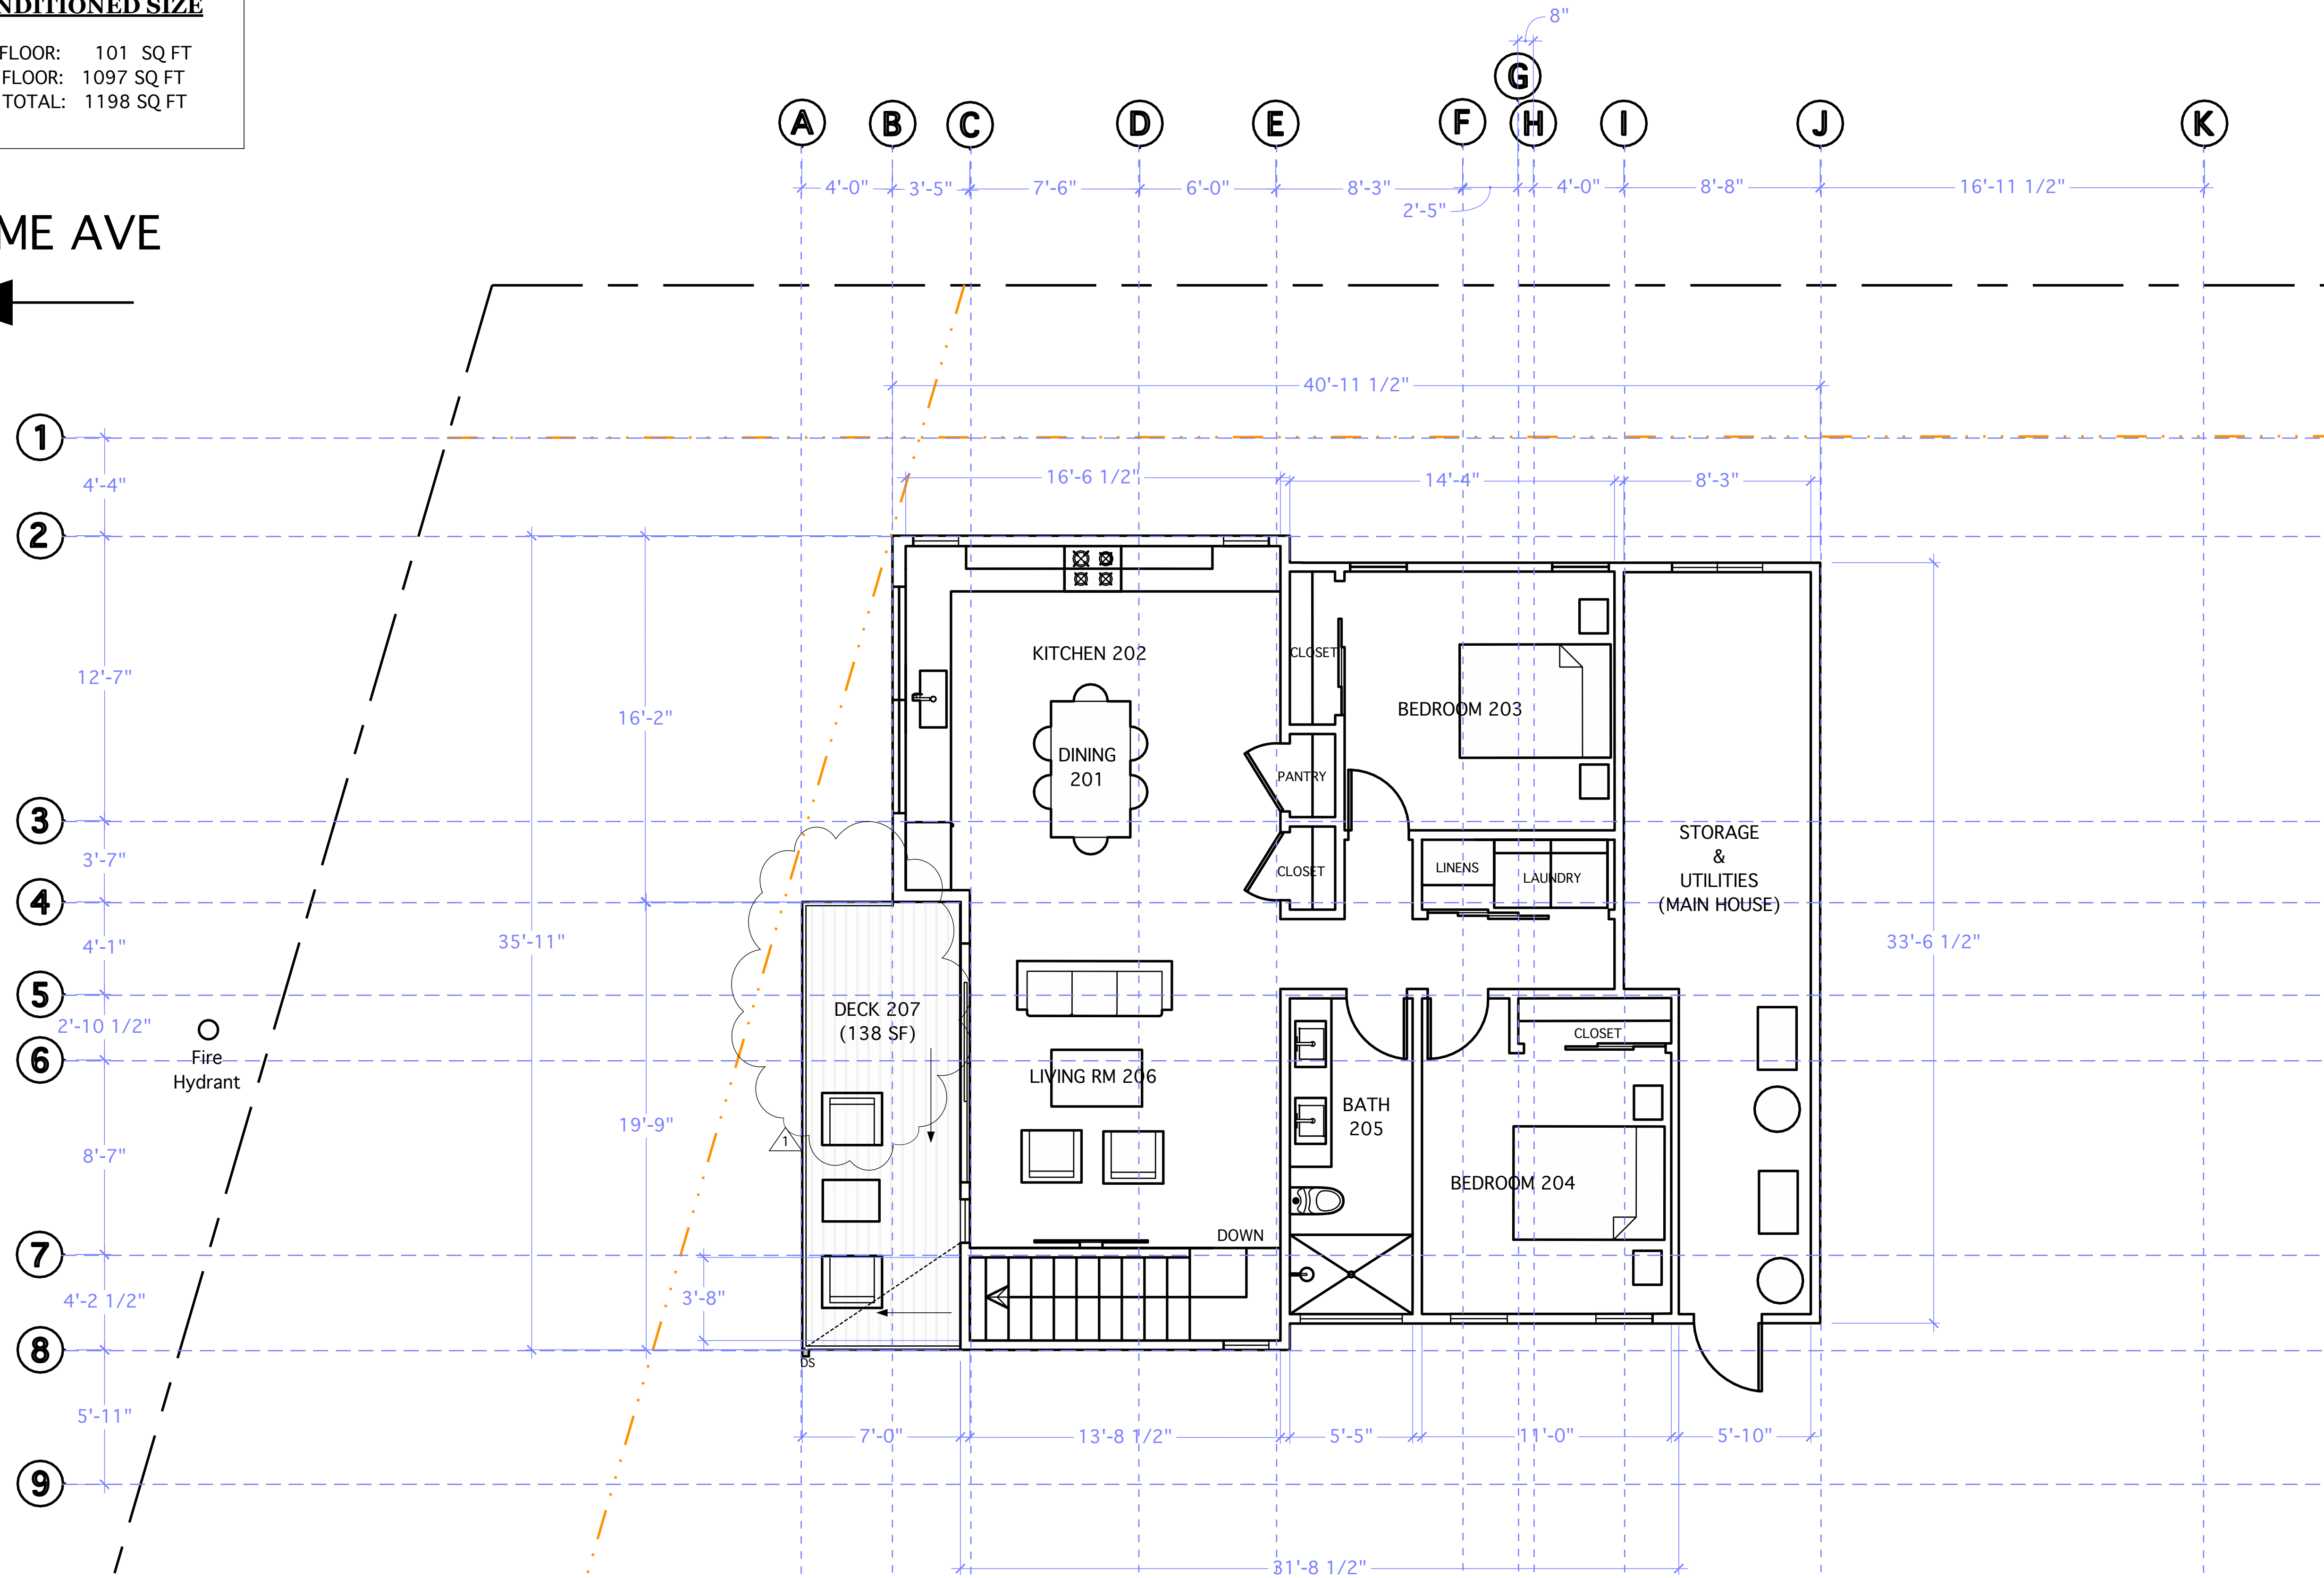 NDITIONED SIZE
FLOOR: 101 SQ FT
FLOOR: 1097 SQ FT
TOTAL: 1198 SQ FT
ME AVE
8"
G
A B C D E F H I J K
4'-0" 3'-5" 7'-6" 6'-0" 8'-3" 4'-0" 8'-8" 16'-11 1/2"
2'-5"
40'-11 1/2"
1
16'-6 1/2" 14'-4" 8'-3"
4'-4"
2
KITCHEN 202
CLOSET
12'-7"
BEDROOM 203
16'-2"
DINING
201
PANTRY
3
STORAGE
&
UTILITIES
(MAIN HOUSE)
3'-7"
CLOSET
LINENS
LAUNDRY
4
4'-1"
35'-11"
33'-6 1/2"
5
DECK 207
(138 SF)
2'-10 1/2"
CLOSET
Fire
Hydrant
6
LIVING RM 206
BATH
205
19'-9"
1
8'-7"
BEDROOM 204
DOWN
7
4'-2 1/2"
3'-8"
8
DS
5'-11"
7'-0" 13'-8 1/2" 5'-5" 11'-0" 5'-10"
9
31'-8 1/2"